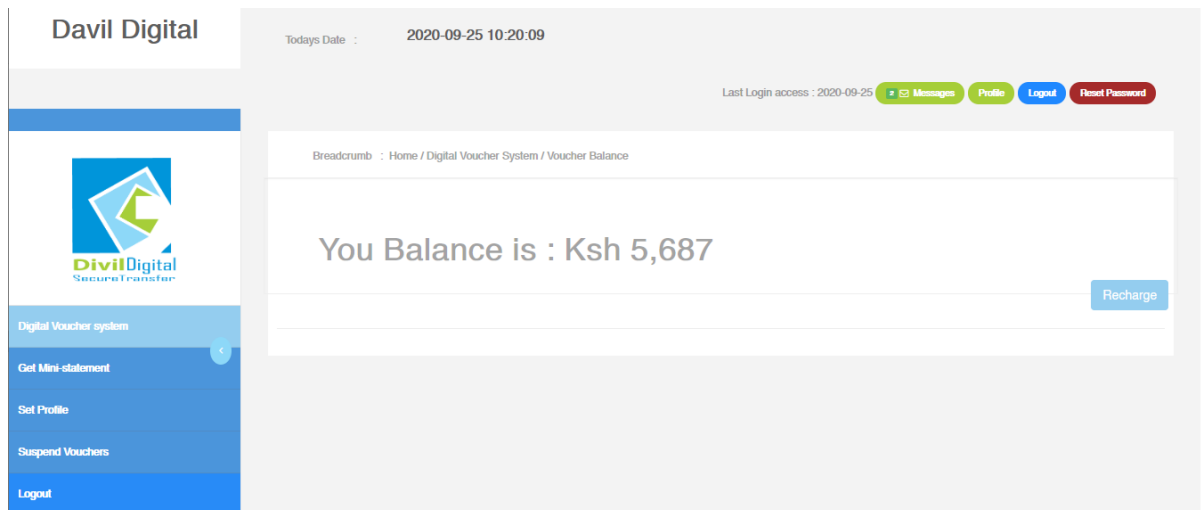 Davil Digital
Todays Date : 2020-09-25 10:20:09
Last Login access : 2020-09-25 2 Messages Profile Logout Reset Password
Breadcrumb : Home / Digital Voucher System / Voucher Balance
You Balance is : Ksh 5,687
Recharge
DivilDigital
SecureTransfer
Digital Voucher system
Get Mini-statement
Set Profile
Suspend Vouchers
Logout